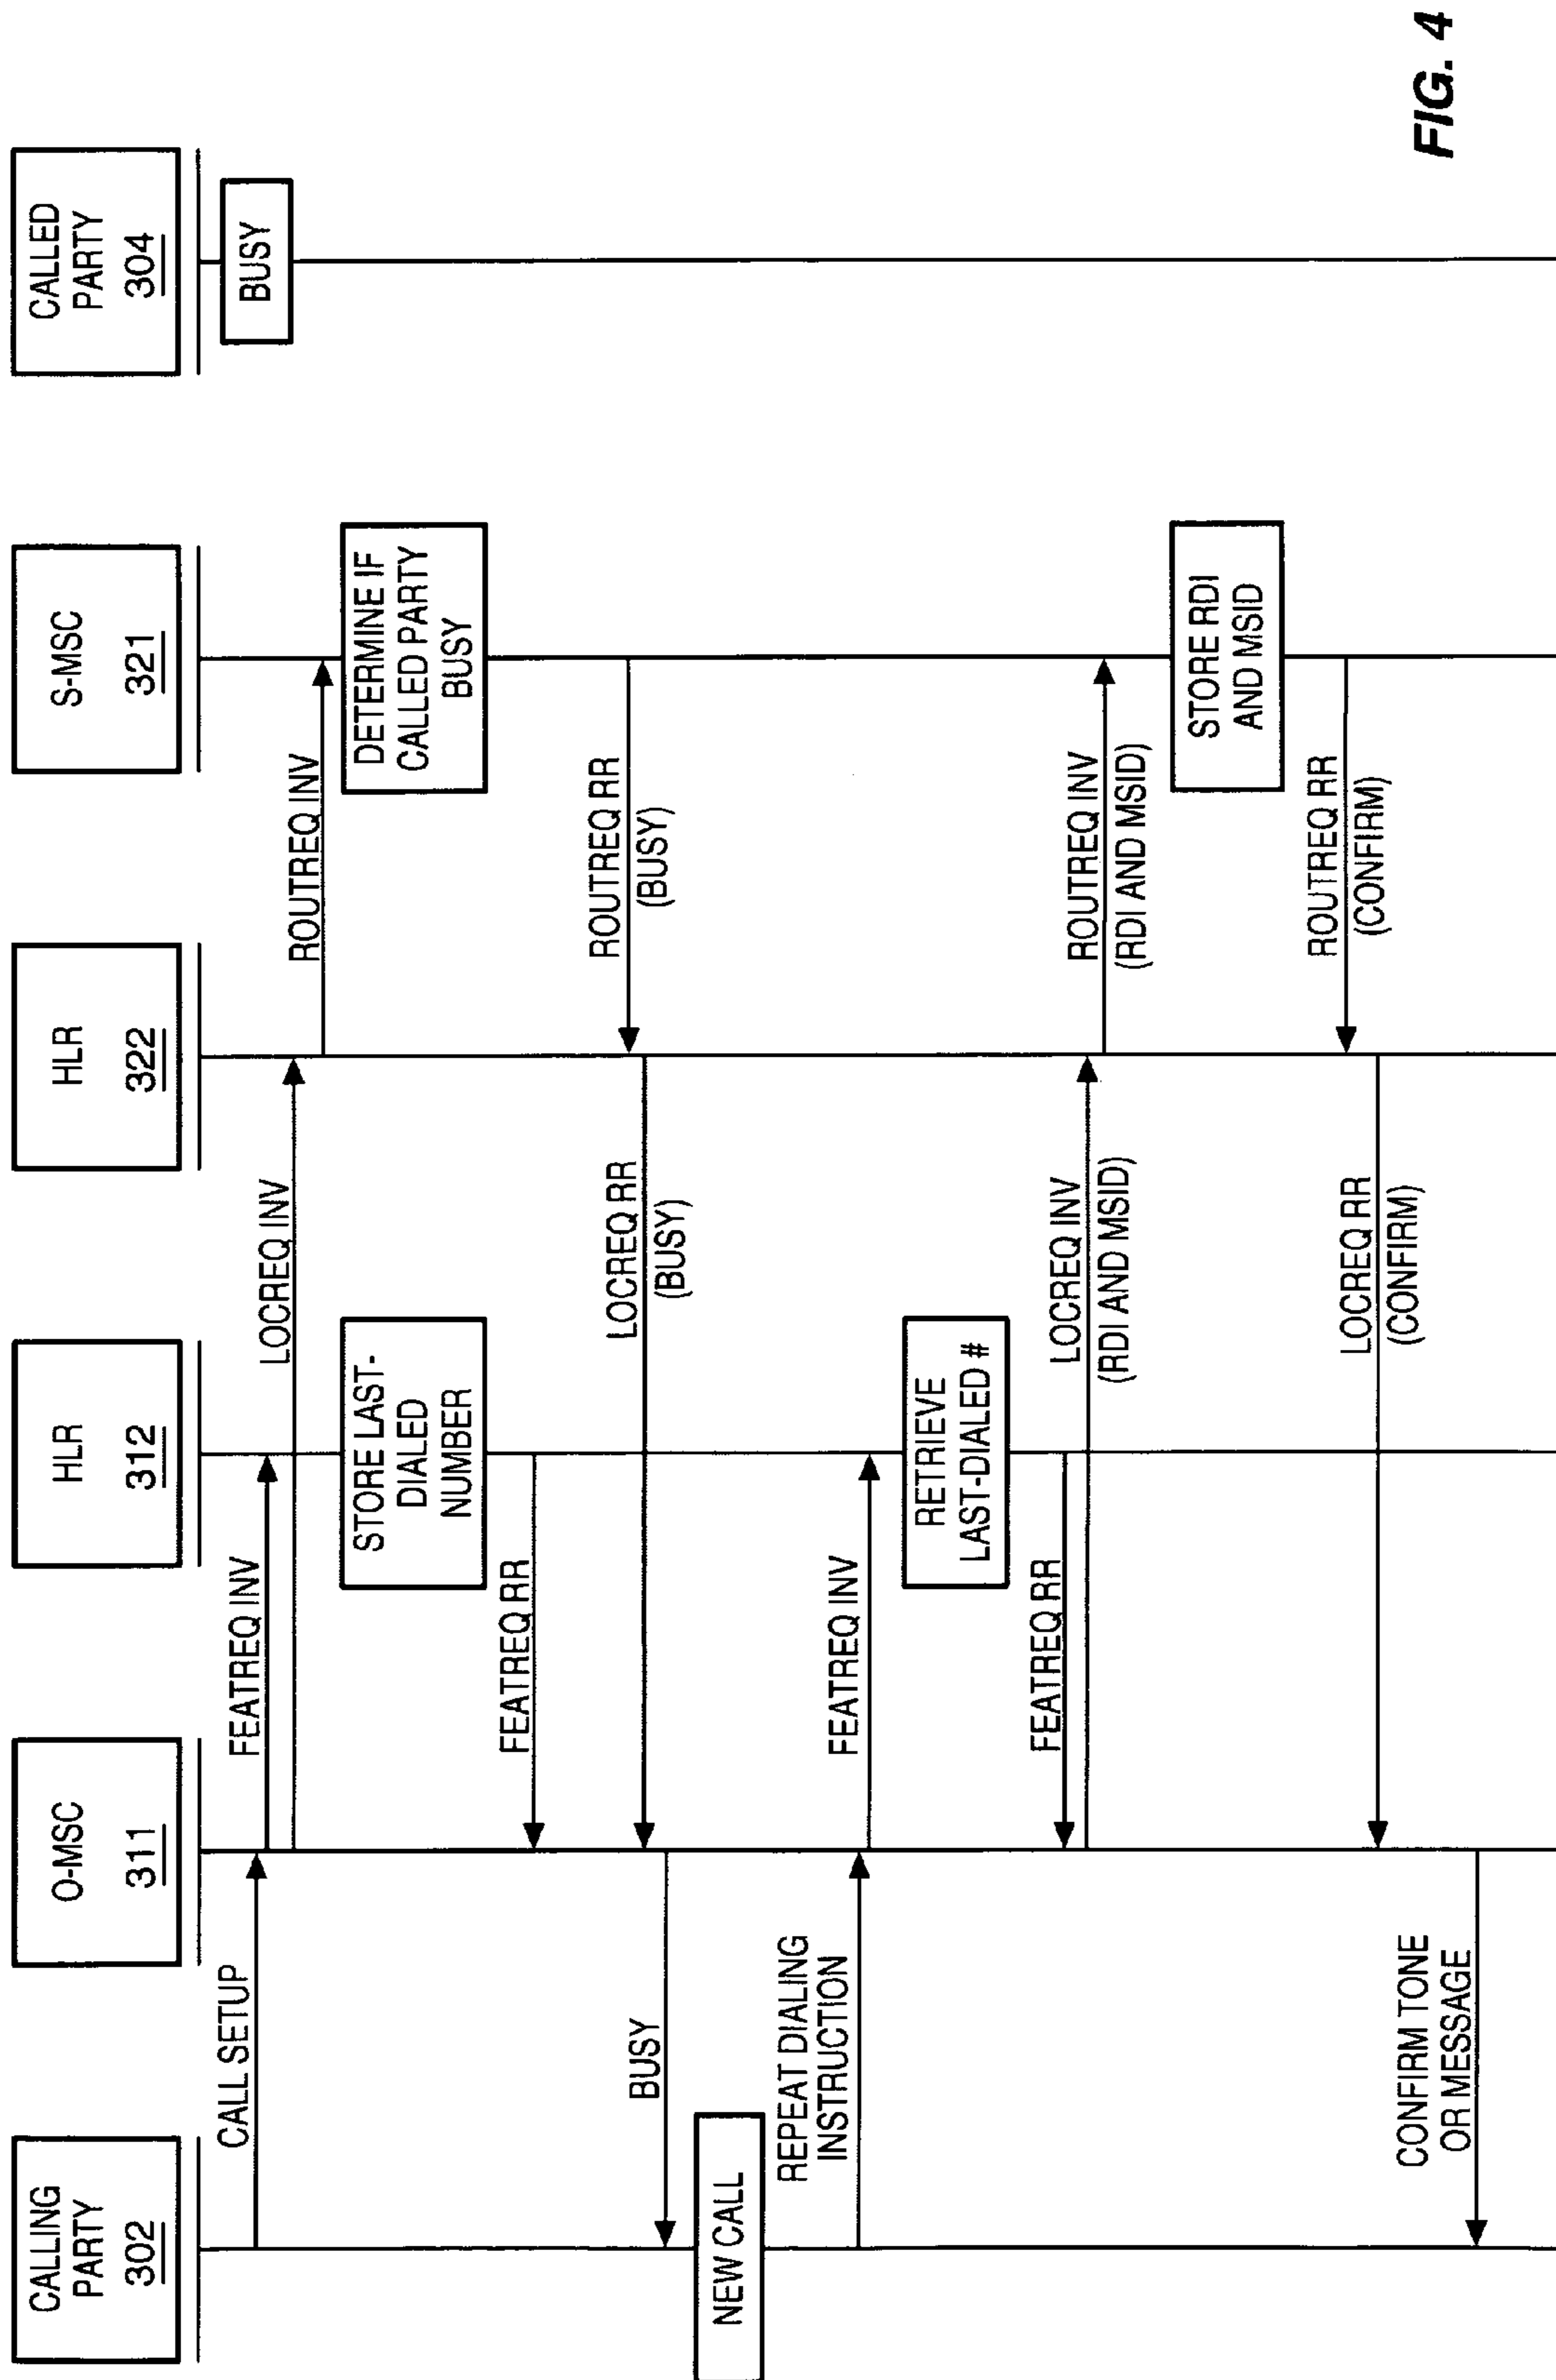 CALLING
PARTY
302
O-MSC
311
HLR
312
HLR
322
S-MSC
321
CALLED
PARTY
304
BUSY
CALL SETUP
FEATREQ INV
LOCREQ INV
ROUTREQ INV
STORE LAST-
DIALED
NUMBER
DETERMINE IF
CALLED PARTY
BUSY
FEATREQ RR
ROUTREQ RR
(BUSY)
LOCREQ RR
(BUSY)
BUSY
NEW CALL
REPEAT DIALING
INSTRUCTION
FEATREQ INV
RETRIEVE
LAST-DIALED #
FEATREQ RR
LOCREQ INV
(RDI AND MSID)
ROUTREQ INV
(RDI AND MSID)
STORE RDI
AND MSID
ROUTREQ RR
(CONFIRM)
LOCREQ RR
(CONFIRM)
CONFIRM TONE
OR MESSAGE
FIG. 4